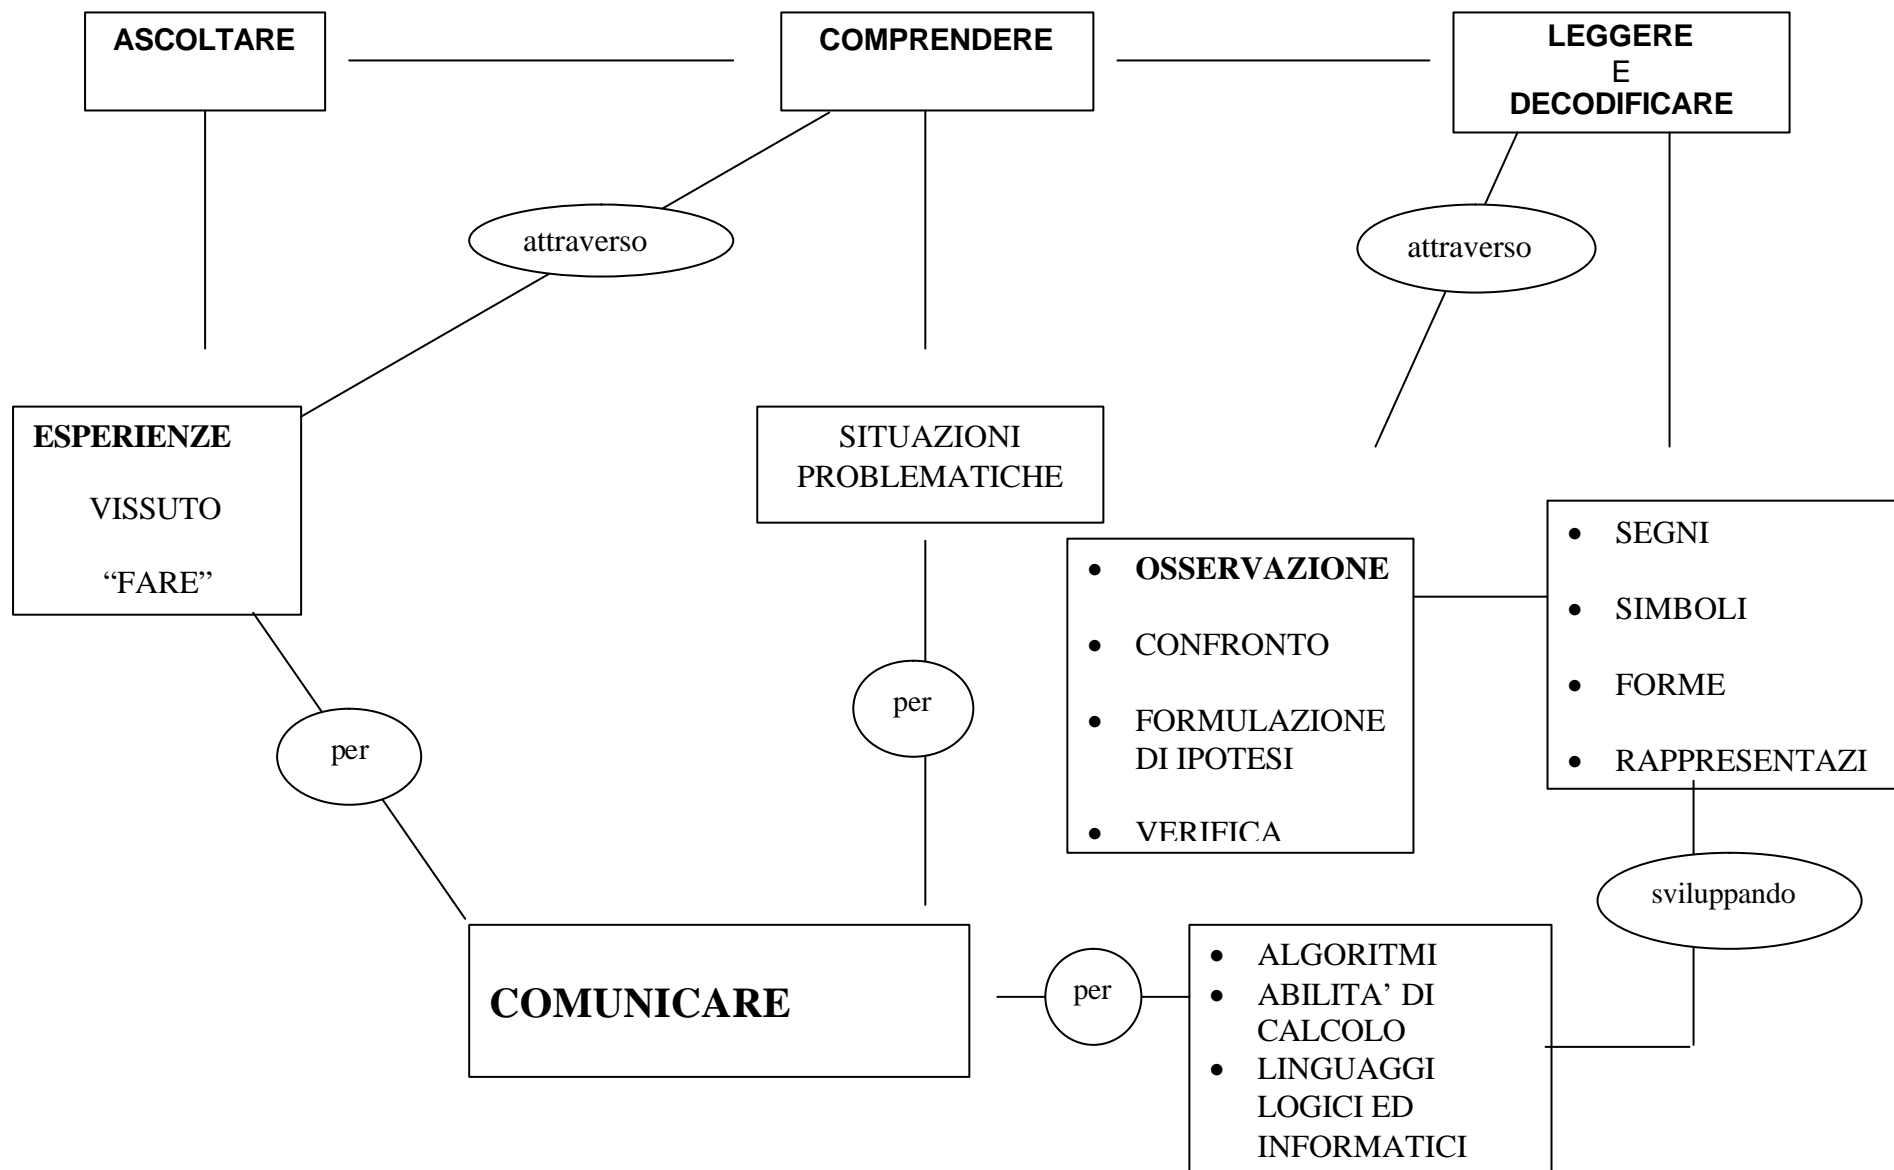 ASCOLTARE
COMPRENDERE
LEGGERE
E
DECODIFICARE
attraverso
attraverso
ESPERIENZE
VISSUTO
“FARE”
SITUAZIONI
PROBLEMATICHE
• OSSERVAZIONE
• CONFRONTO
• FORMULAZIONE
DI IPOTESI
• VERIFICA
• SEGNI
• SIMBOLI
• FORME
• RAPPRESENTAZI
per
per
sviluppando
COMUNICARE
per
• ALGORITMI
• ABILITA’ DI
CALCOLO
• LINGUAGGI
LOGICI ED
INFORMATICI